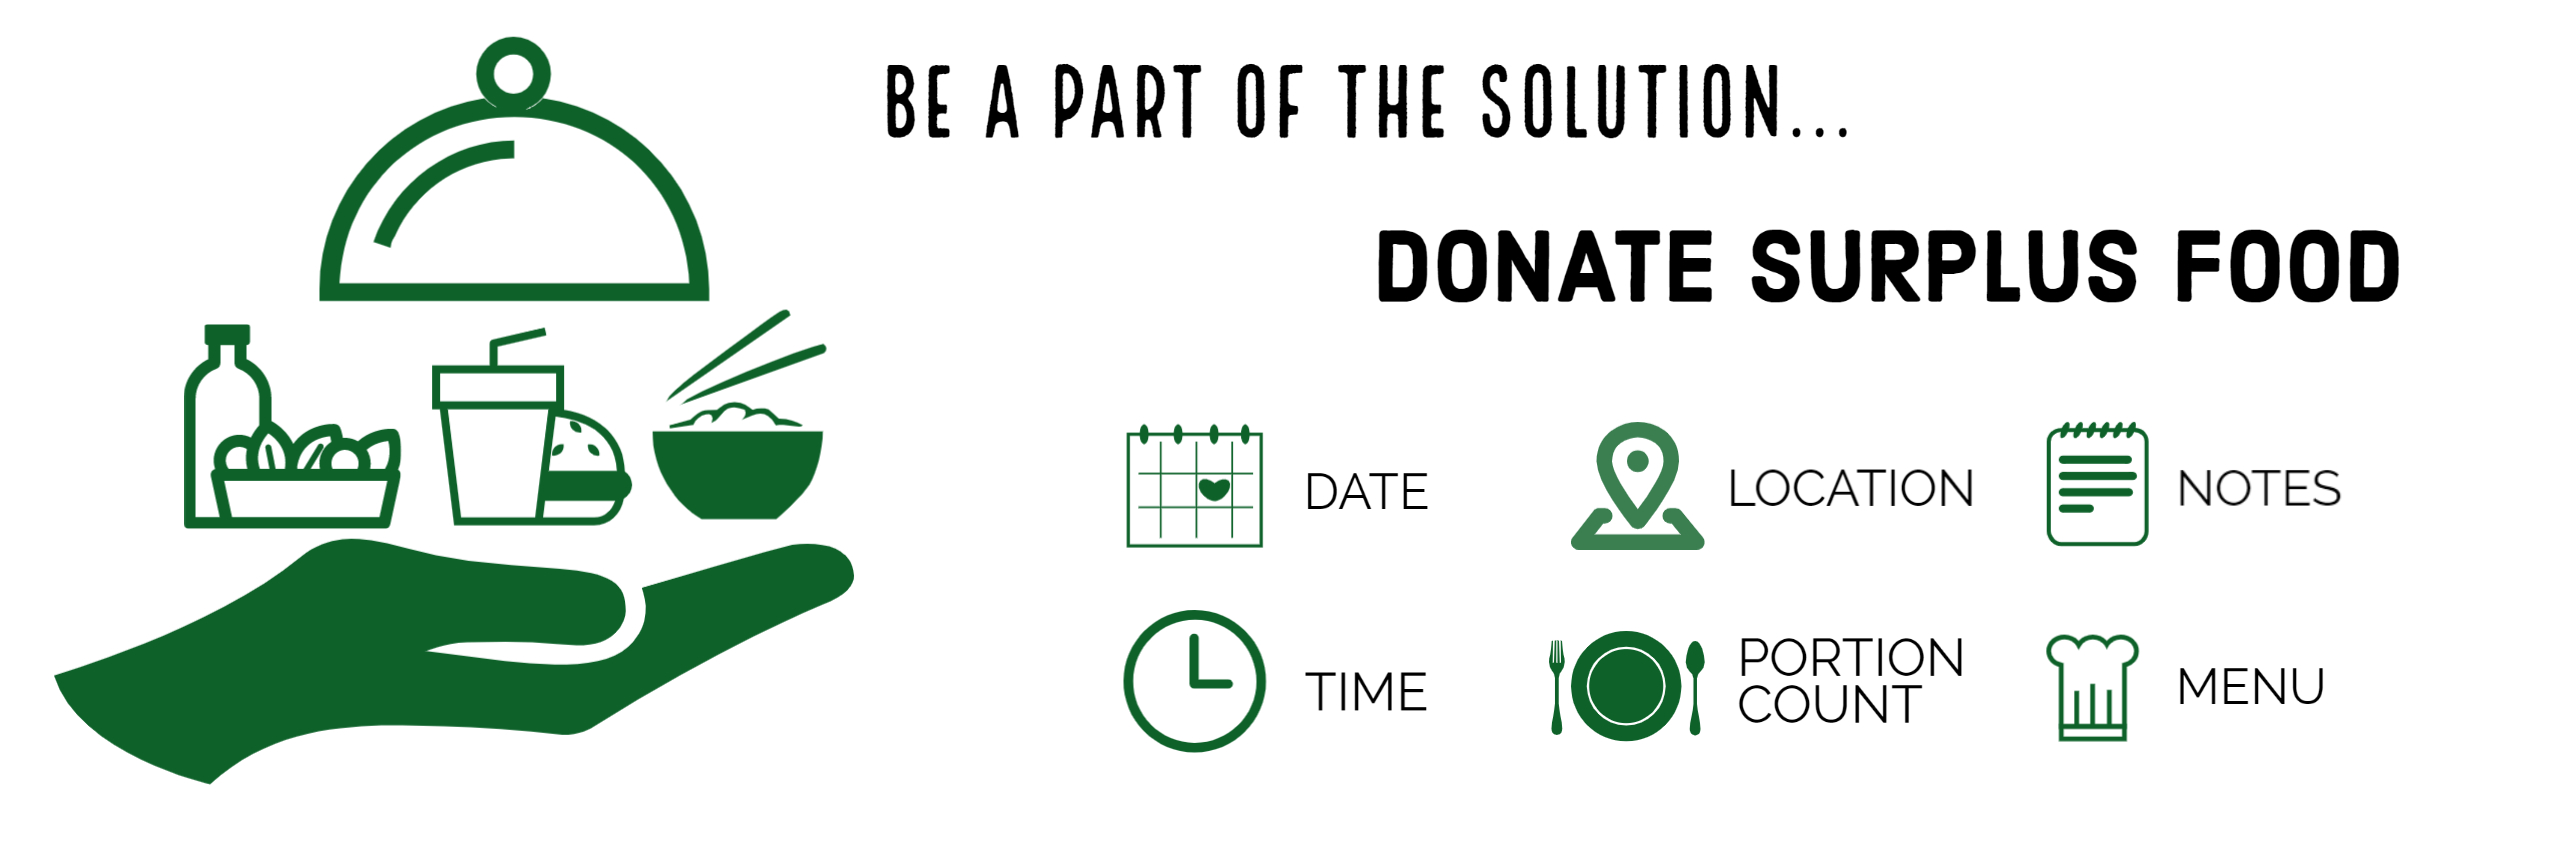 BE A PART OF THE SOLUTION...
DONATE SURPLUS FOOD
DATE
LOCATION
NOTES
TIME
PORTION
COUNT
MENU